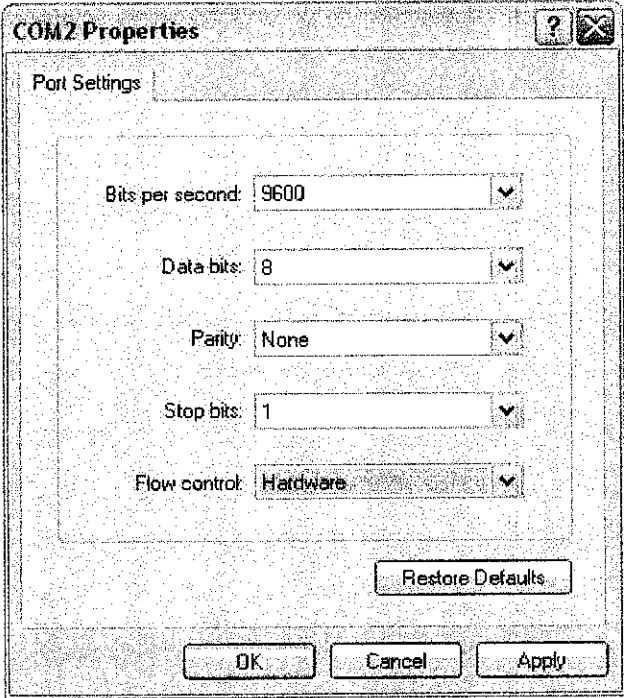 COM2 Properties
Port Settings
Bits per second: 9600
Data bits: 8
Parity: None
Stop bits: 1
Flow control: Hardware
Restore Defaults
OK Cancel Apply